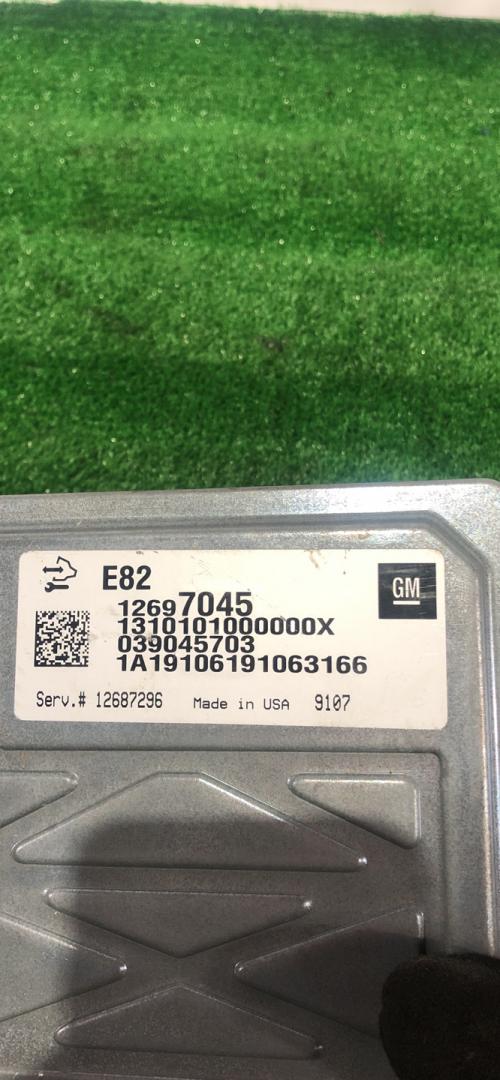 E82
GM
12697045
1310101000000X
039045703
1A19106191063166
Serv.# 12687296 Made in USA 9107